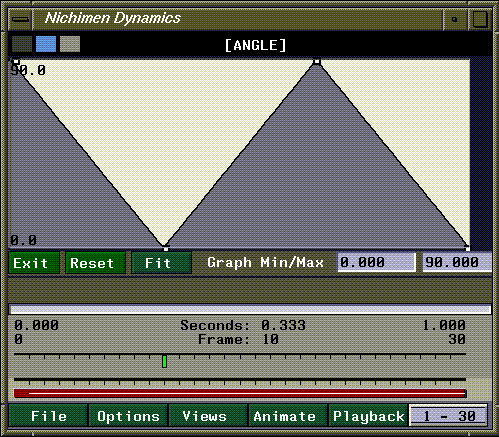 Nichimen Dynamics
[ANGLE]
90.0
0.0
Exit Reset Fit Graph Min/Max 0.000 90.000
0.000 Seconds: 0.333 1.000
0 Frame: 10 30
File Options Views Animate Playback 1 - 30